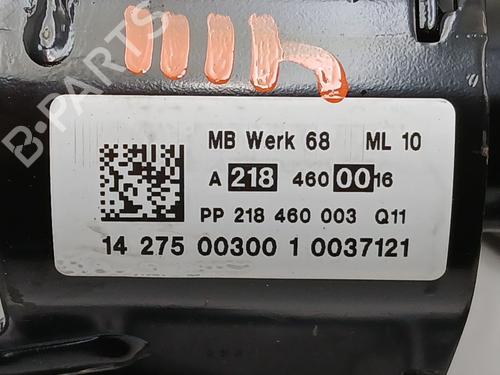 B-PARTS
MB Werk 68 ML 10
A 218 460 00 16
PP 218 460 003 Q11
14 275 00300 1 0037121